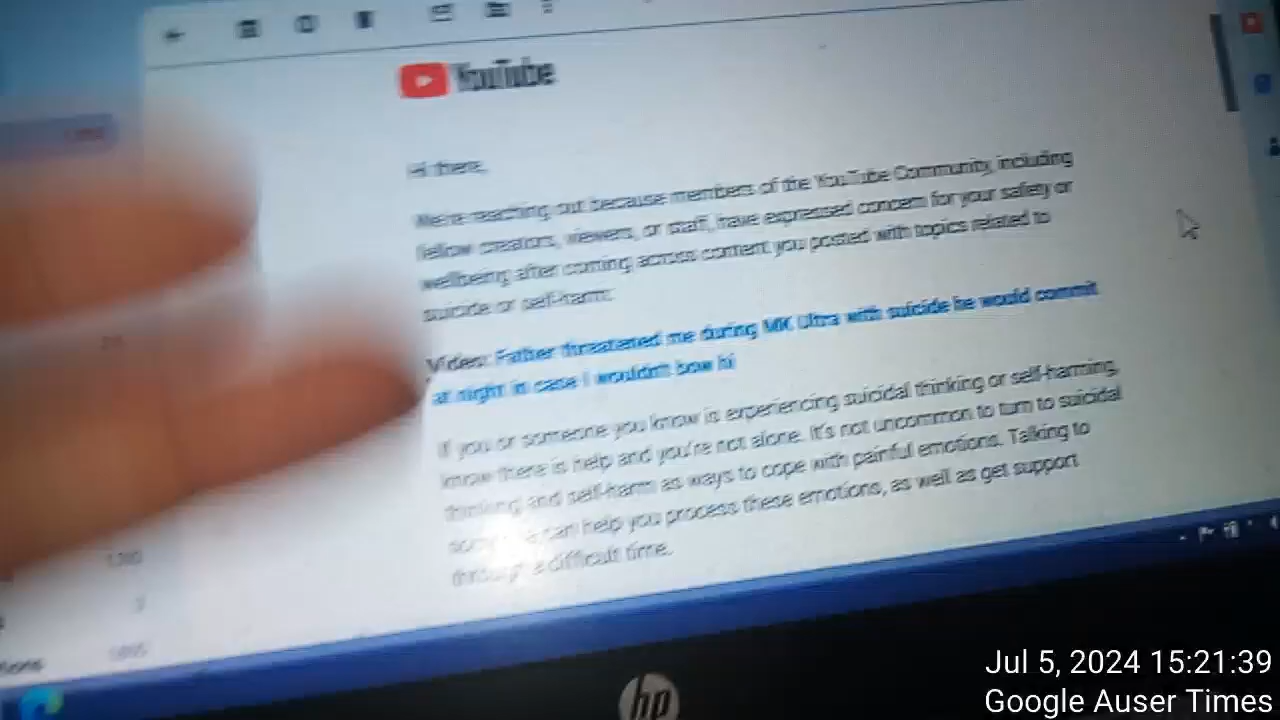 YouTube
Hi there,
We're reaching out because members of the YouTube Community, including
fellow creators, viewers, or staff, have expressed concern for your safety or
wellbeing after coming across content you posted with topics related to
suicide or self-harm:
Video: Father threatened me during MK Ultra with suicide he would commit
at night in case I wouldn't bow hi
If you or someone you know is experiencing suicidal thinking or self-harming,
know there is help and you're not alone. It's not uncommon to turn to suicidal
thinking and self-harm as ways to cope with painful emotions. Talking to
can help you process these emotions, as well as get support
through a difficult time.
hp
Jul 5, 2024 15:21:39
Google Auser Times